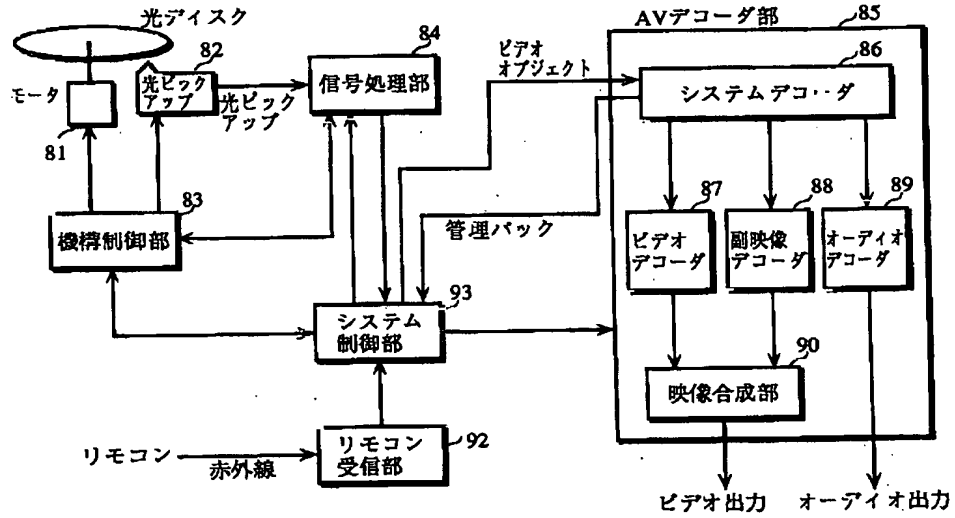 光ディスク
モータ
81
82
光ピック
アップ
光ピック
アップ
84
信号処理部
ビデオ
オブジェクト
AVデコーダ部
85
86
システムデコーダ
83
機構制御部
管理パック
87
ビデオ
デコーダ
88
副映像
デコーダ
89
オーディオ
デコーダ
93
システム
制御部
90
映像合成部
リモコン
赤外線
リモコン
受信部
92
ビデオ出力
オーディオ出力